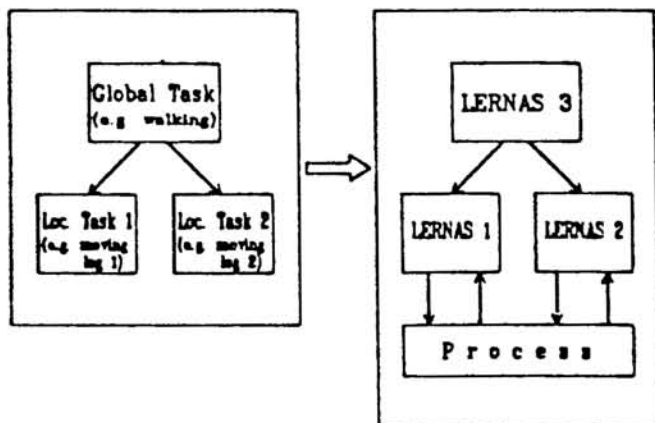 Global Task
(e.g walking)
Loc. Task 1
(e.g moving
leg 1)
Loc. Task 2
(e.g moving
leg 2)
LERNAS 3
LERNAS 1
LERNAS 2
Process